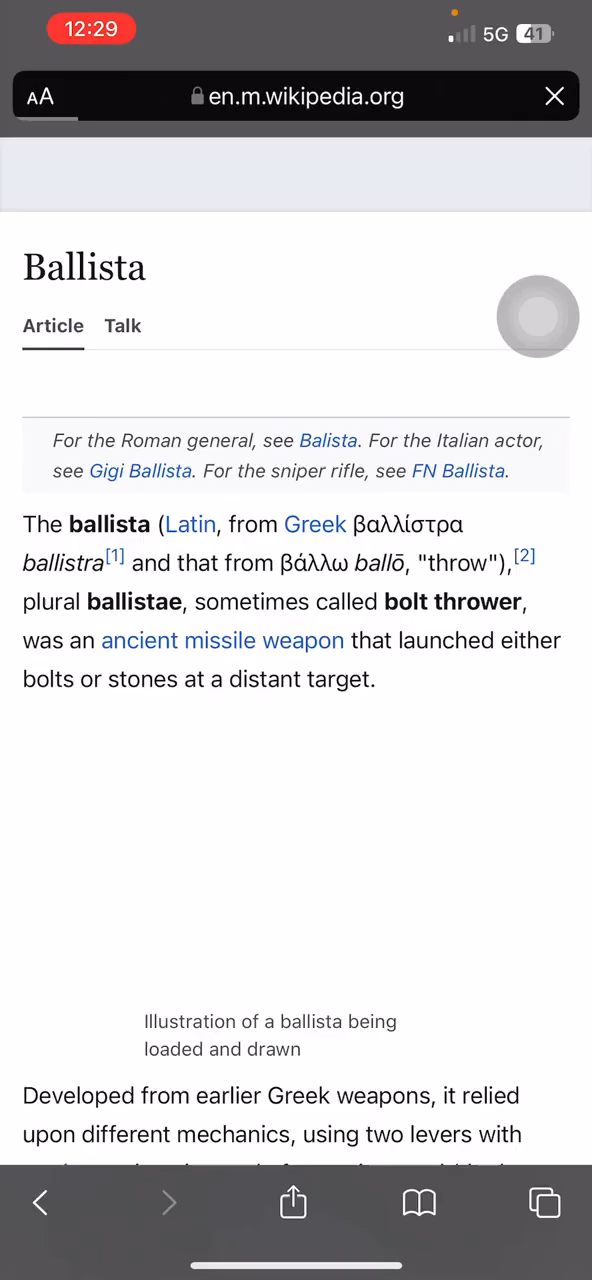 12:29
5G 41
AA en.m.wikipedia.org
Ballista
Article Talk
For the Roman general, see Balista. For the Italian actor,
see Gigi Ballista. For the sniper rifle, see FN Ballista.
The ballista (Latin, from Greek βαλλίστρα
ballistra[1] and that from βάλλω ballō, "throw"),[2]
plural ballistae, sometimes called bolt thrower,
was an ancient missile weapon that launched either
bolts or stones at a distant target.
Illustration of a ballista being
loaded and drawn
Developed from earlier Greek weapons, it relied
upon different mechanics, using two levers with